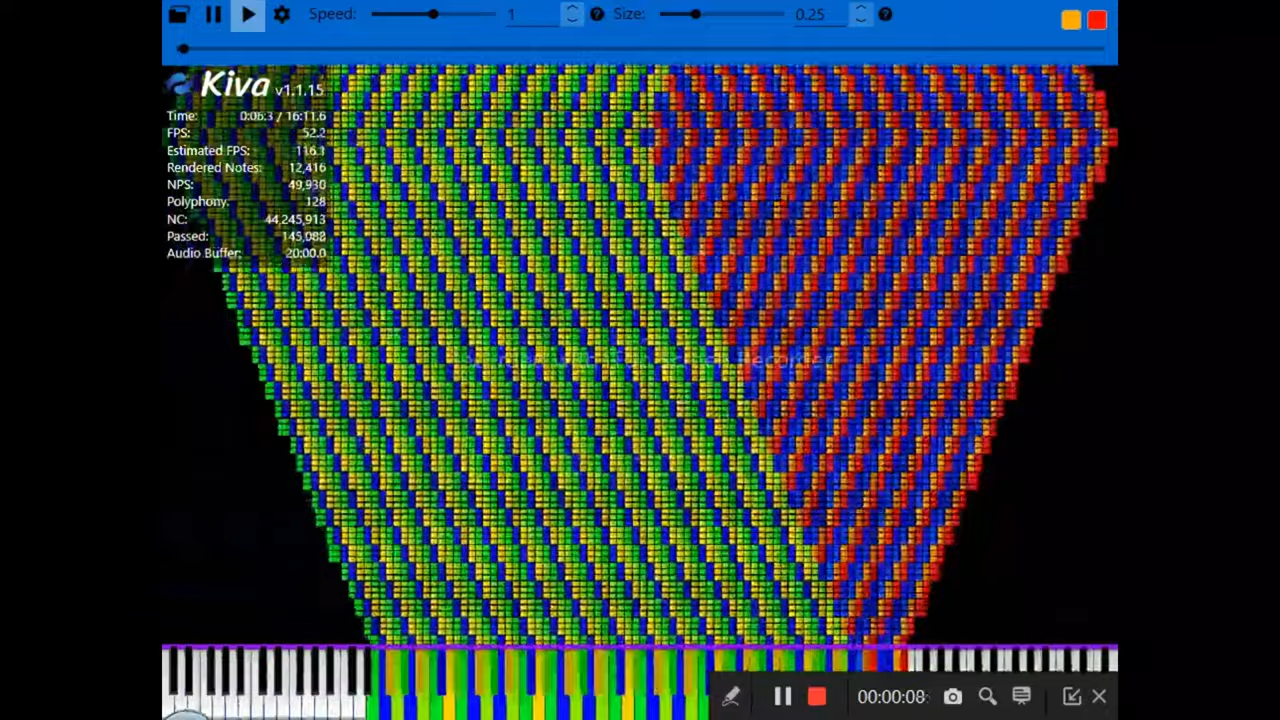 Speed: 1 Size: 0.25
Kiva v1.1.15
Time: 0:06.3 / 16:11.6
FPS: 52.2
Estimated FPS: 116.1
Rendered Notes: 12,416
NPS: 49,930
Polyphony: 128
NC: 44,245,913
Passed: 145,088
Audio Buffer: 20:00.0
Screen Recorder
00:00:08